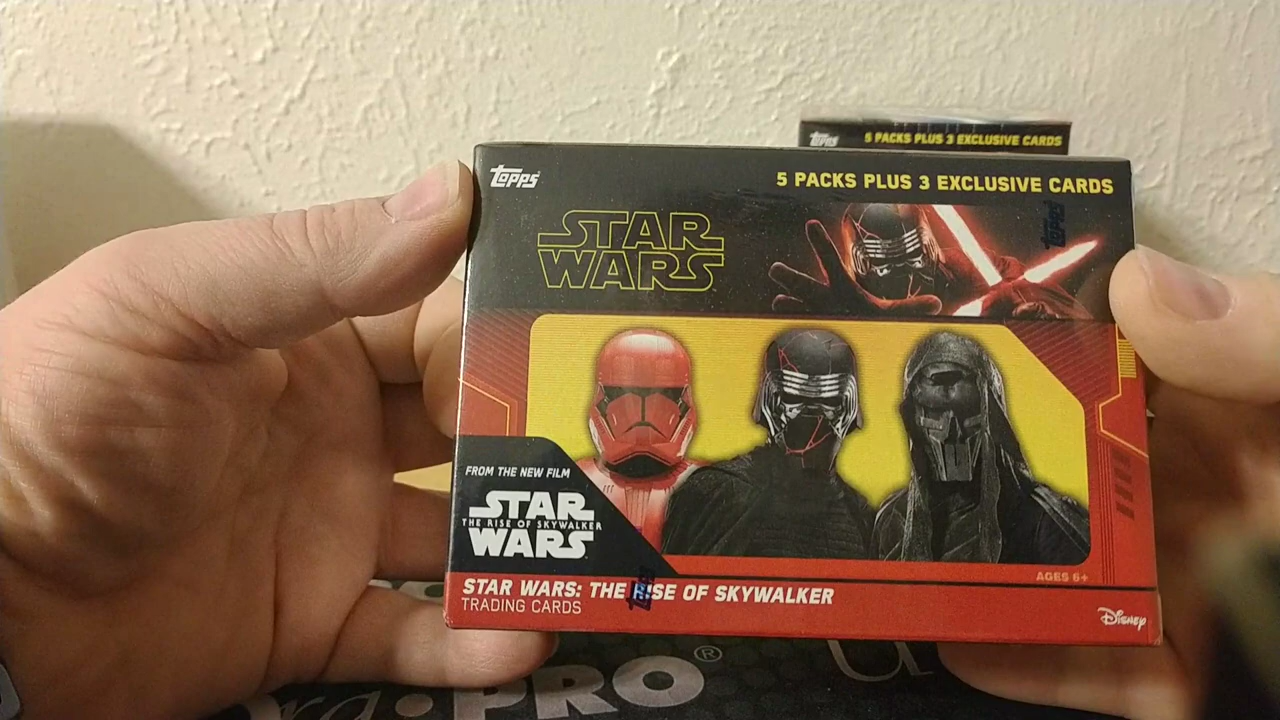 topps
5 PACKS PLUS 3 EXCLUSIVE CARDS
topps
5 PACKS PLUS 3 EXCLUSIVE CARDS
STAR
WARS
topps
FROM THE NEW FILM
STAR
THE RISE OF SKYWALKER
WARS
AGES 6+
STAR WARS: THE RISE OF SKYWALKER
topps
TRADING CARDS
Disney
PRO®